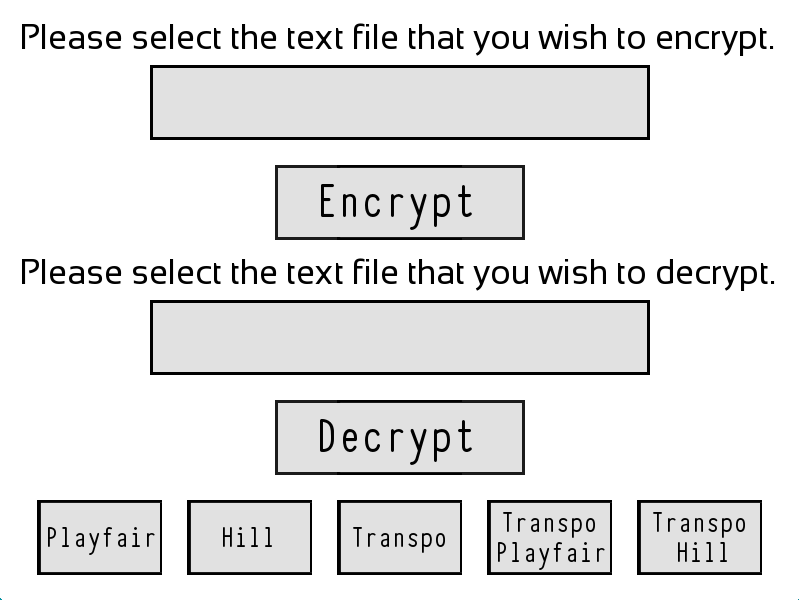 Please select the text file that you wish to encrypt.
Encrypt
Please select the text file that you wish to decrypt.
Decrypt
Playfair
Hill
Transpo
Transpo
Playfair
Transpo
Hill